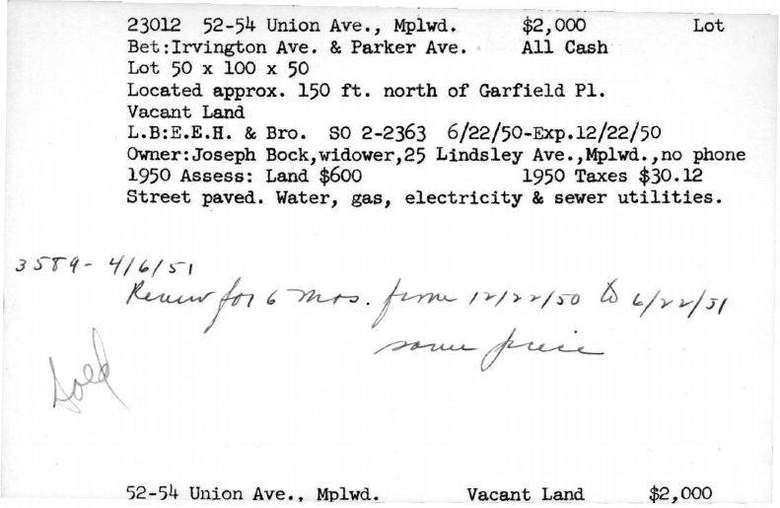 23012 52-54 Union Ave., Mplwd. $2,000 Lot
Bet:Irvington Ave. & Parker Ave. All Cash
Lot 50 x 100 x 50
Located approx. 150 ft. north of Garfield Pl.
Vacant Land
L.B:E.E.H. & Bro. SO 2-2363 6/22/50-Exp.12/22/50
Owner:Joseph Bock,widower,25 Lindsley Ave.,Mplwd.,no phone
1950 Assess: Land $600 1950 Taxes $30.12
Street paved. Water, gas, electricity & sewer utilities.
3589- 4/6/51
Renew for 6 mos. from 12/22/50 to 6/22/51
same price
Sold
52-54 Union Ave., Mplwd. Vacant Land $2,000